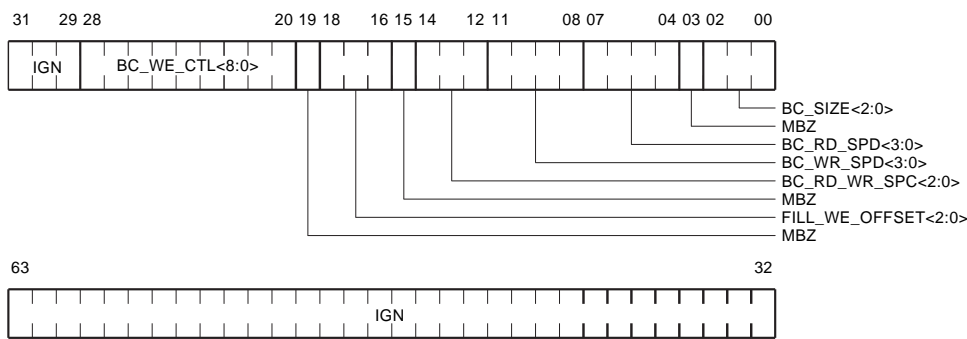 31 29 28 20 19 18 16 15 14 12 11 08 07 04 03 02 00
IGN BC_WE_CTL<8:0>
BC_SIZE<2:0>
MBZ
BC_RD_SPD<3:0>
BC_WR_SPD<3:0>
BC_RD_WR_SPC<2:0>
MBZ
FILL_WE_OFFSET<2:0>
MBZ
63 32
IGN